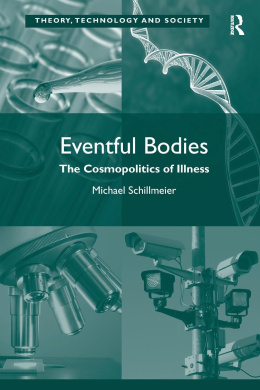 THEORY, TECHNOLOGY AND SOCIETY
R
Eventful Bodies
The Cosmopolitics of Illness
Michael Schillmeier